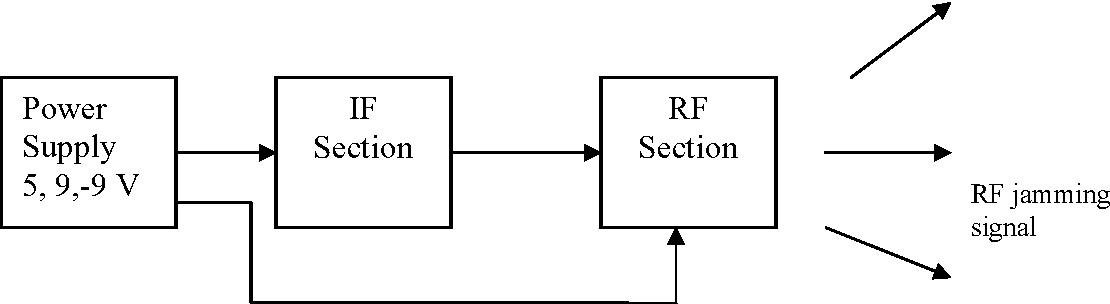 Power
Supply
5, 9,-9 V
IF
Section
RF
Section
RF jamming
signal